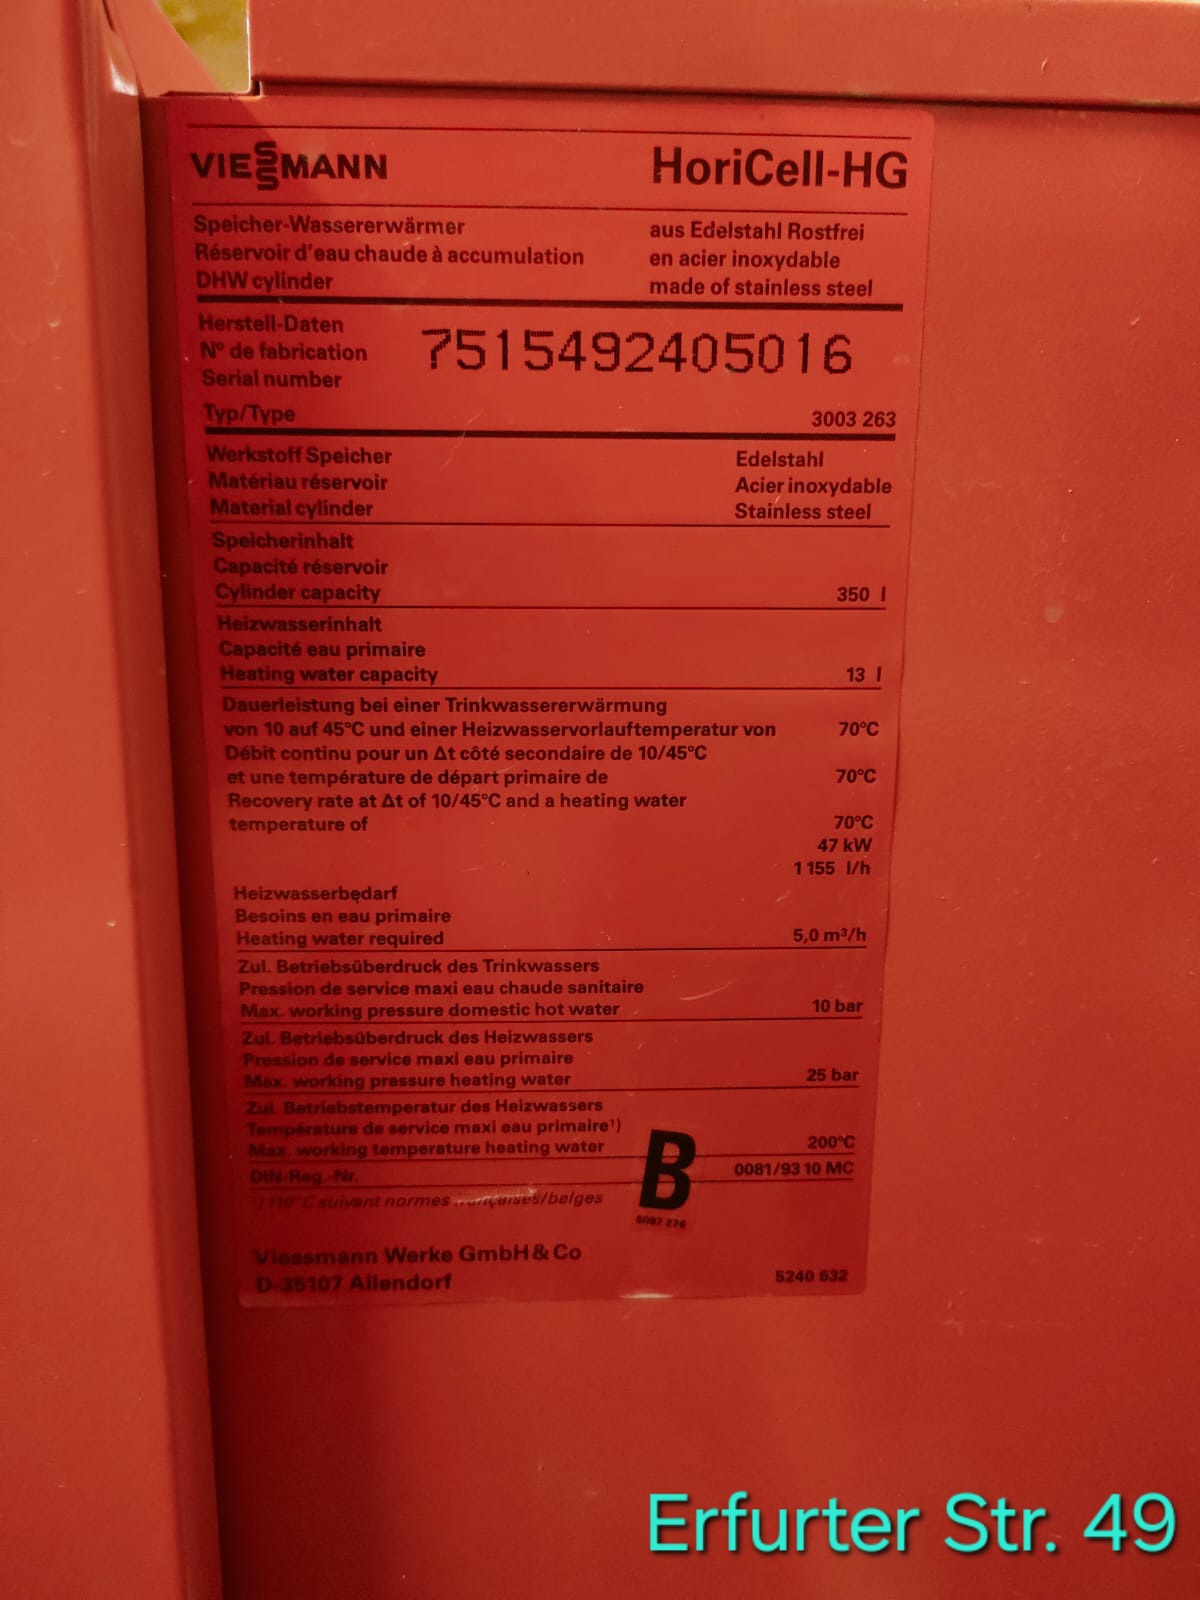 VIESSMANN HoriCell-HG
Speicher-Wassererwärmer aus Edelstahl Rostfrei
Réservoir d'eau chaude à accumulation en acier inoxydable
DHW cylinder made of stainless steel
Herstell-Daten
N° de fabrication 7515492405016
Serial number
Typ/Type 3003 263
Werkstoff Speicher Edelstahl
Matériau réservoir Acier inoxydable
Material cylinder Stainless steel
Speicherinhalt
Capacité réservoir
Cylinder capacity 350 l
Heizwasserinhalt
Capacité eau primaire
Heating water capacity 13 l
Dauerleistung bei einer Trinkwassererwärmung
von 10 auf 45°C und einer Heizwasservorlauftemperatur von 70°C
Débit continu pour un Δt côté secondaire de 10/45°C
et une température de départ primaire de 70°C
Recovery rate at Δt of 10/45°C and a heating water
temperature of 70°C
47 kW
1155 l/h
Heizwasserbedarf
Besoins en eau primaire
Heating water required 5,0 m³/h
Zul. Betriebsüberdruck des Trinkwassers
Pression de service maxi eau chaude sanitaire
Max. working pressure domestic hot water 10 bar
Zul. Betriebsüberdruck des Heizwassers
Pression de service maxi eau primaire
Max. working pressure heating water 25 bar
Zul. Betriebstemperatur des Heizwassers
Température de service maxi eau primaire¹)
Max. working temperature heating water 200°C
DIN-Reg.-Nr. 0081/93 10 MC
¹) 110°C suivant normes françaises/belges
B
5087 276
Viessmann Werke GmbH & Co
D-35107 Allendorf 5240 632
Erfurter Str. 49